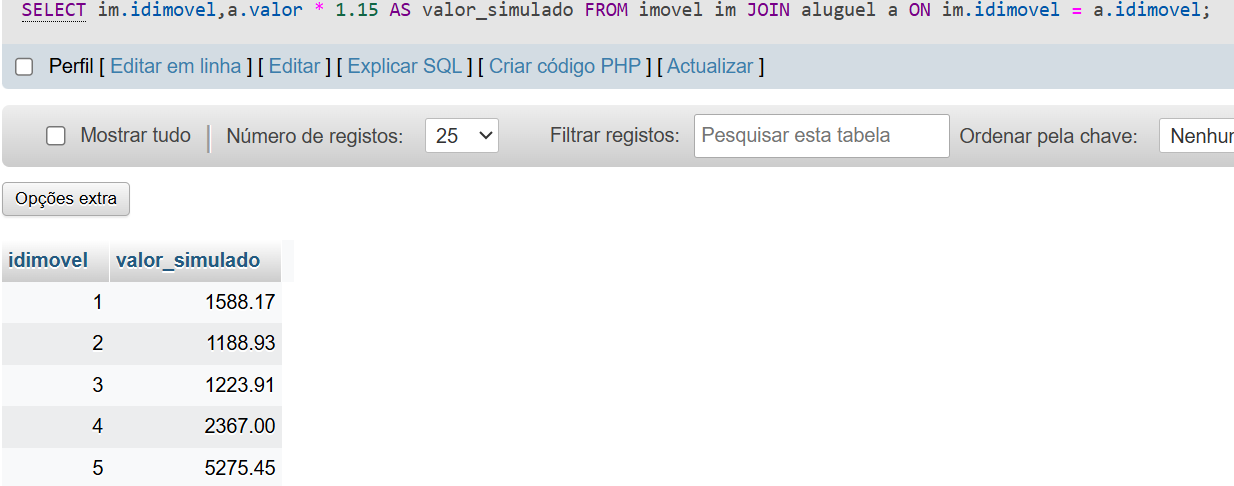 SELECT im.idimovel,a.valor * 1.15 AS valor_simulado FROM imovel im JOIN aluguel a ON im.idimovel = a.idimovel;
Perfil [ Editar em linha ] [ Editar ] [ Explicar SQL ] [ Criar código PHP ] [ Actualizar ]
Mostrar tudo | Número de registos: 25 Filtrar registos: Pesquisar esta tabela Ordenar pela chave: Nenhur
Opções extra
idimovel valor_simulado
1 1588.17
2 1188.93
3 1223.91
4 2367.00
5 5275.45